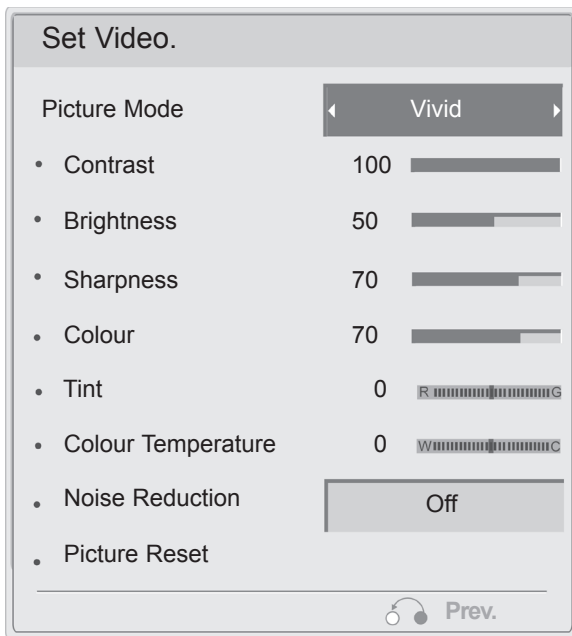 Set Video.
Picture Mode Vivid
• Contrast 100
• Brightness 50
• Sharpness 70
• Colour 70
• Tint 0 R G
• Colour Temperature 0 W C
• Noise Reduction Off
• Picture Reset
Prev.